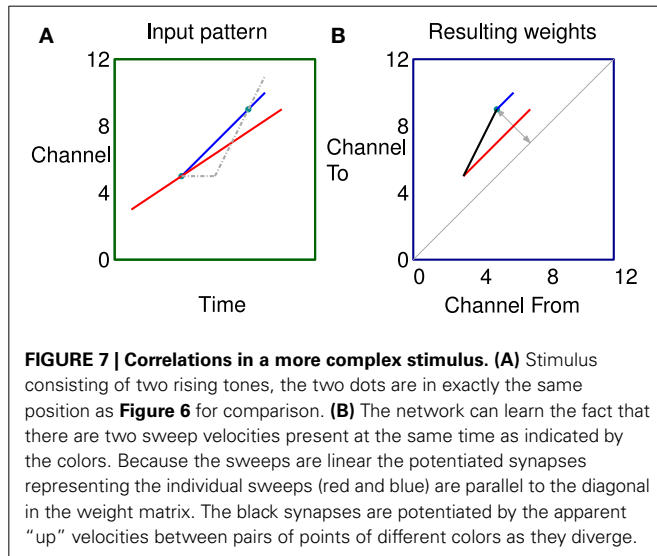 A Input pattern
12
8
Channel
4
0
Time
B Resulting weights
12
8
Channel
To
4
0
0 4 8 12
Channel From
FIGURE 7 | Correlations in a more complex stimulus. (A) Stimulus
consisting of two rising tones, the two dots are in exactly the same
position as Figure 6 for comparison. (B) The network can learn the fact that
there are two sweep velocities present at the same time as indicated by
the colors. Because the sweeps are linear the potentiated synapses
representing the individual sweeps (red and blue) are parallel to the diagonal
in the weight matrix. The black synapses are potentiated by the apparent
“up” velocities between pairs of points of different colors as they diverge.